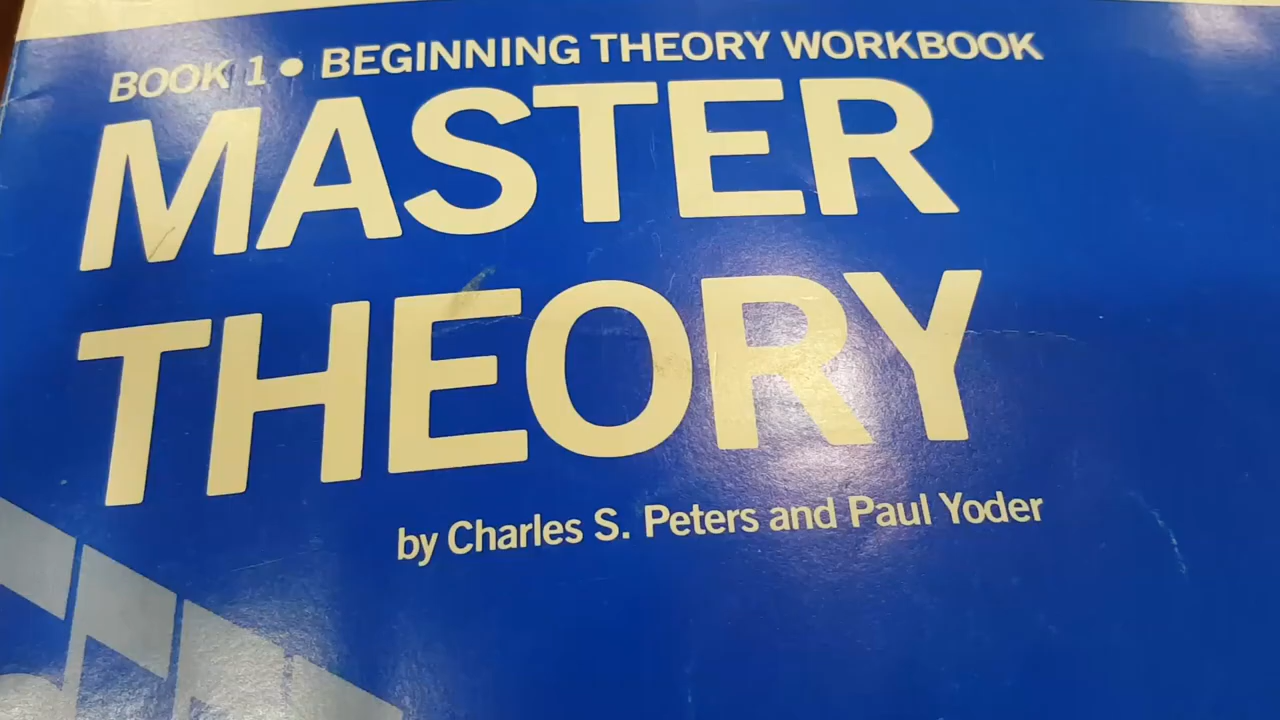 BOOK 1 • BEGINNING THEORY WORKBOOK
MASTER
THEORY
by Charles S. Peters and Paul Yoder